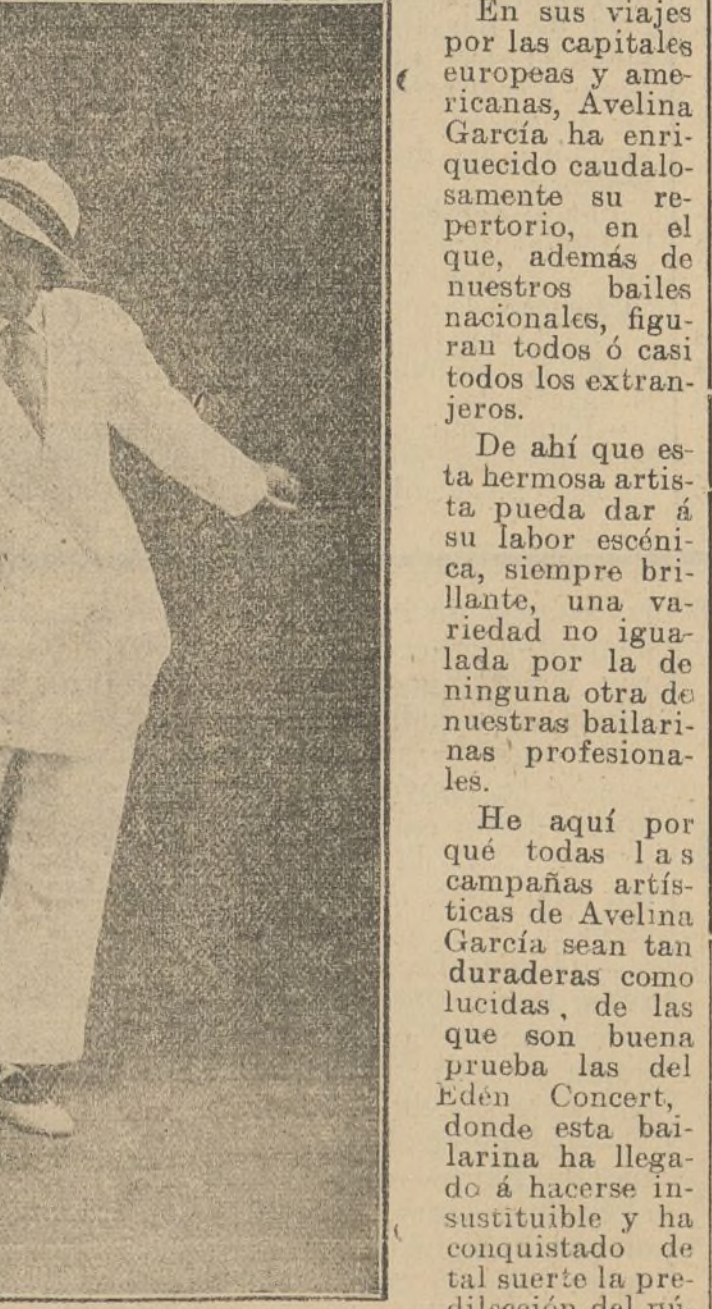 En sus viajes
por las capitales
europeas y ame-
ricanas, Avelina
García ha enri-
quecido caudalo-
samente su re-
pertorio, en el
que, además de
nuestros bailes
nacionales, figu-
ran todos ó casi
todos los extran-
jeros.
De ahí que es-
ta hermosa artis-
ta pueda dar á
su labor escéni-
ca, siempre bri-
llante, una va-
riedad no igua-
lada por la de
ninguna otra de
nuestras bailari-
nas profesiona-
les.
He aquí por
qué todas las
campañas artís-
ticas de Avelina
García sean tan
duraderas como
lucidas, de las
que son buena
prueba las del
Edén Concert,
donde esta bai-
larina ha llega-
do á hacerse in-
sustituible y ha
conquistado de
tal suerte la pre-
dilección del pú-